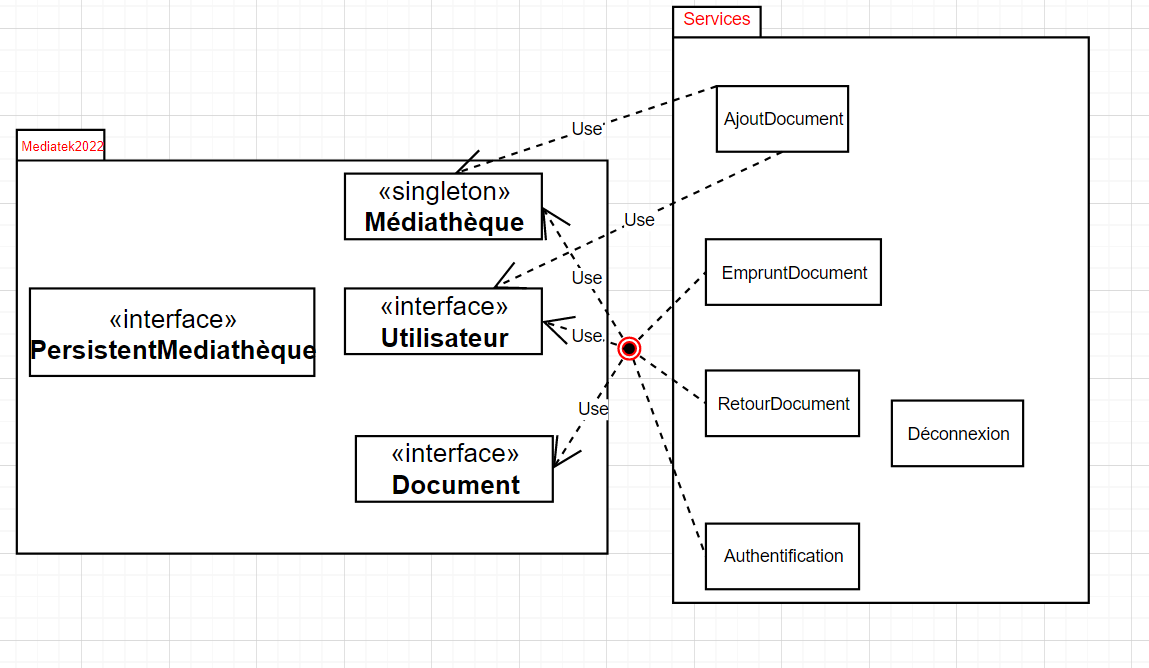 Services
AjoutDocument
Use
Mediatek2022
«singleton»
Médiathèque
Use
EmpruntDocument
Use
«interface»
Utilisateur
«interface»
PersistentMediathèque
Use
RetourDocument
Use
Déconnexion
«interface»
Document
Authentification